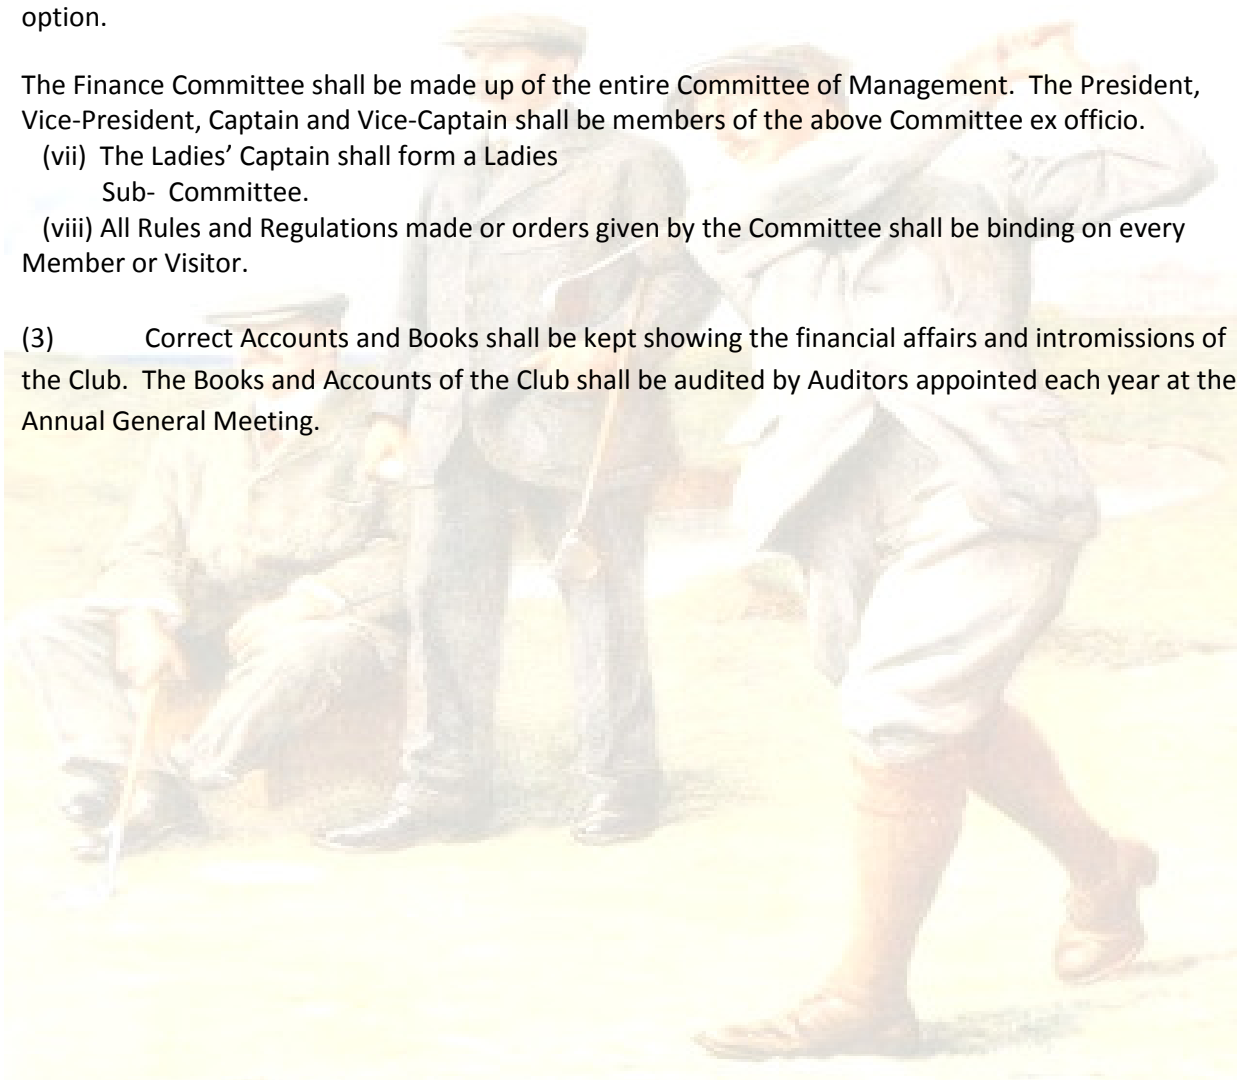 option.
The Finance Committee shall be made up of the entire Committee of Management.  The President,
Vice-President, Captain and Vice-Captain shall be members of the above Committee ex officio.
(vii)  The Ladies’ Captain shall form a Ladies
Sub-  Committee.
(viii) All Rules and Regulations made or orders given by the Committee shall be binding on every
Member or Visitor.
(3) Correct Accounts and Books shall be kept showing the financial affairs and intromissions of
the Club.  The Books and Accounts of the Club shall be audited by Auditors appointed each year at the
Annual General Meeting.